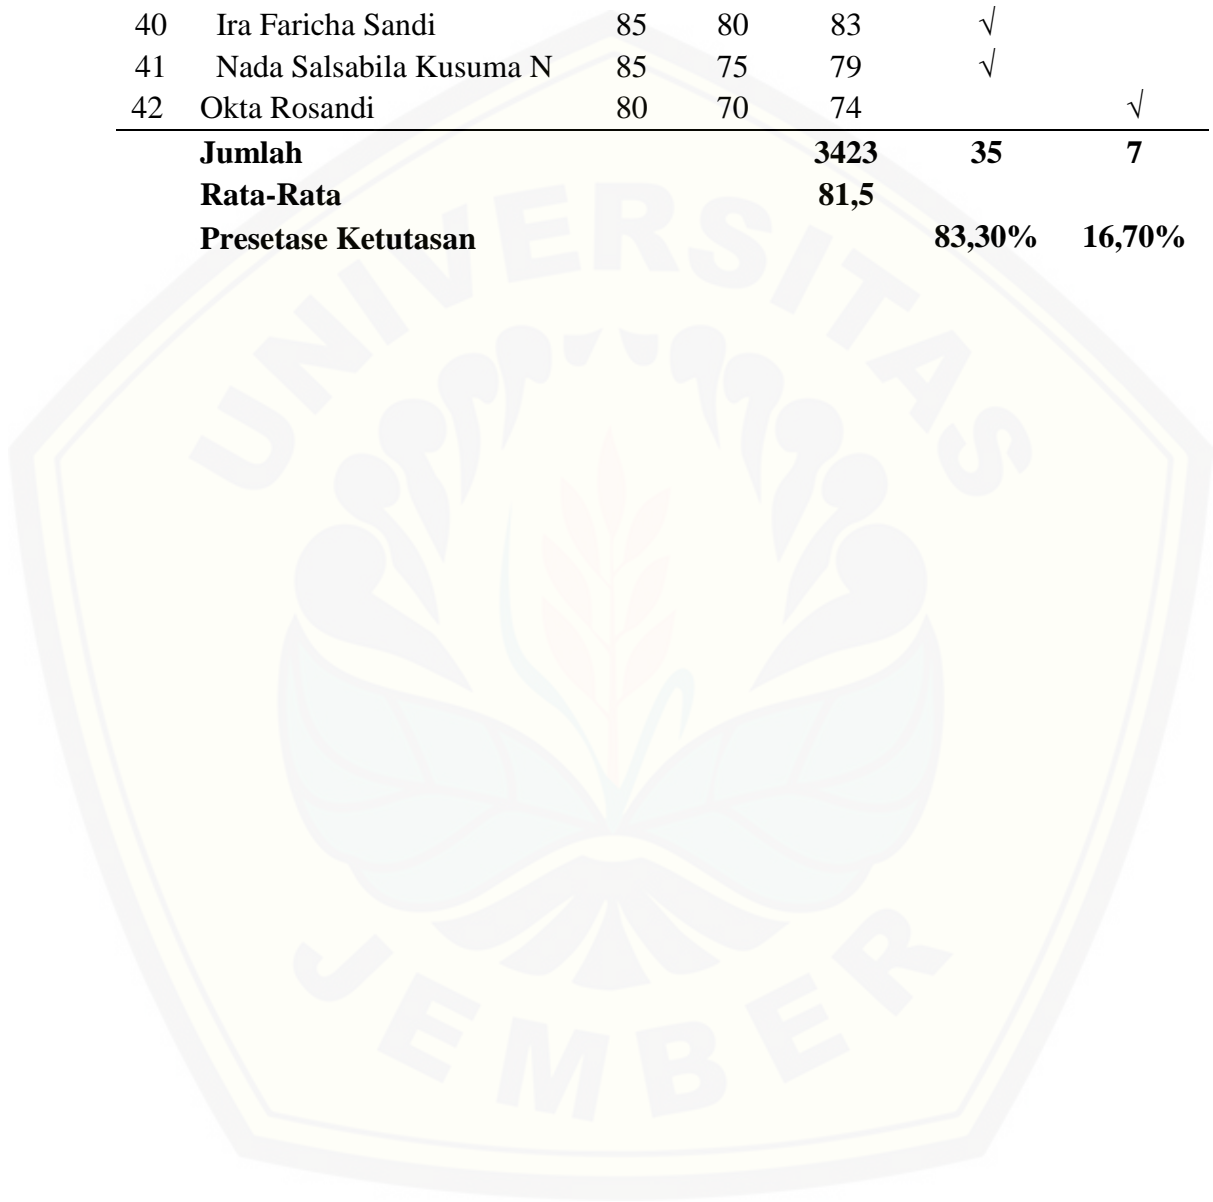 40 Ira Faricha Sandi 85 80 83 √
41 Nada Salsabila Kusuma N 85 75 79 √
42 Okta Rosandi 80 70 74 √
Jumlah 3423 35 7
Rata-Rata 81,5
Presetase Ketutasan 83,30% 16,70%
UNIVERSITAS
JEMBER